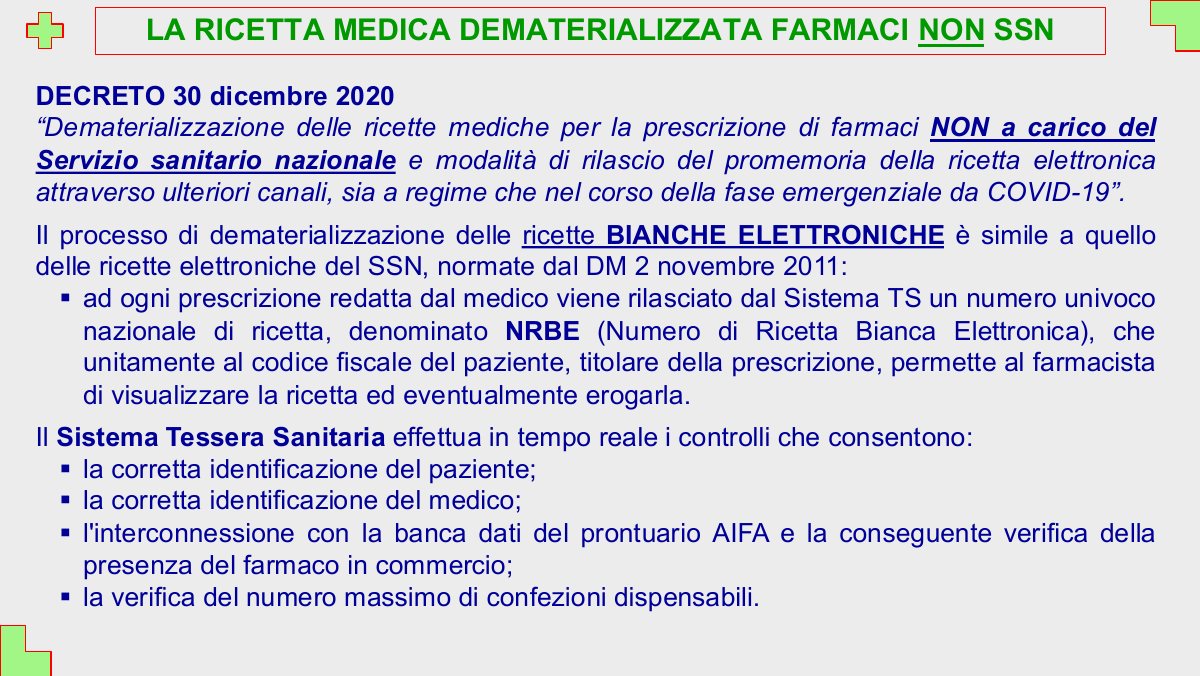 LA RICETTA MEDICA DEMATERIALIZZATA FARMACI NON SSN
DECRETO 30 dicembre 2020
“Dematerializzazione delle ricette mediche per la prescrizione di farmaci NON a carico del
Servizio sanitario nazionale e modalità di rilascio del promemoria della ricetta elettronica
attraverso ulteriori canali, sia a regime che nel corso della fase emergenziale da COVID-19”.
Il processo di dematerializzazione delle ricette BIANCHE ELETTRONICHE è simile a quello
delle ricette elettroniche del SSN, normate dal DM 2 novembre 2011:
▪ ad ogni prescrizione redatta dal medico viene rilasciato dal Sistema TS un numero univoco
nazionale di ricetta, denominato NRBE (Numero di Ricetta Bianca Elettronica), che
unitamente al codice fiscale del paziente, titolare della prescrizione, permette al farmacista
di visualizzare la ricetta ed eventualmente erogarla.
Il Sistema Tessera Sanitaria effettua in tempo reale i controlli che consentono:
▪ la corretta identificazione del paziente;
▪ la corretta identificazione del medico;
▪ l'interconnessione con la banca dati del prontuario AIFA e la conseguente verifica della
presenza del farmaco in commercio;
▪ la verifica del numero massimo di confezioni dispensabili.